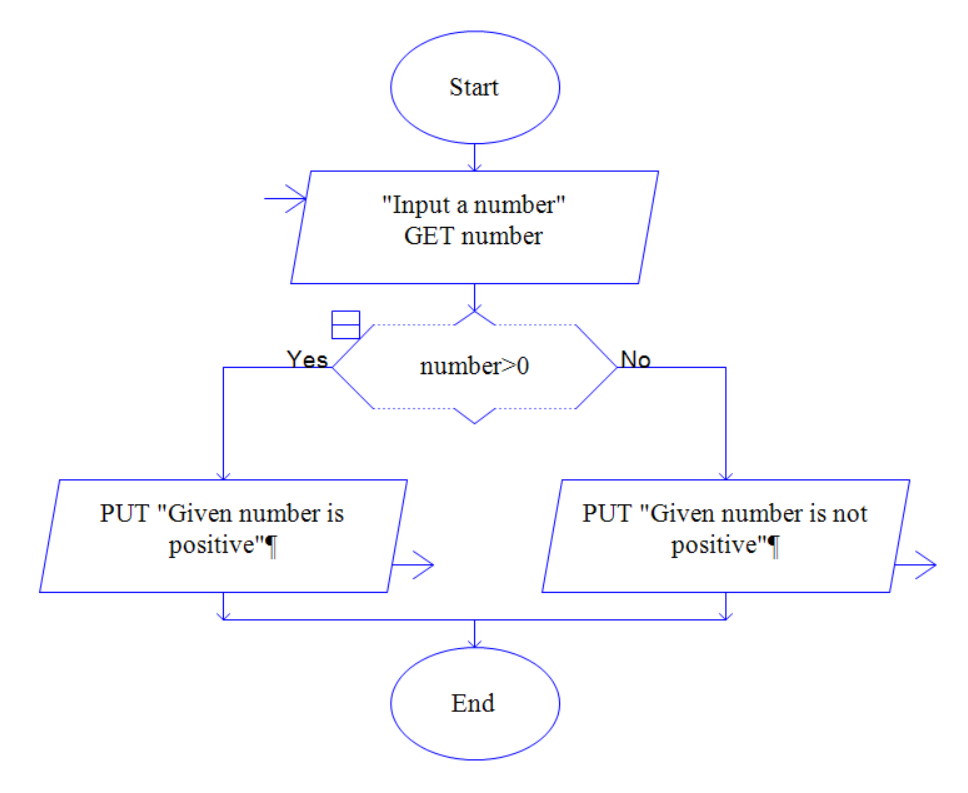 Start
"Input a number"
GET number
Yes
number>0
No
PUT "Given number is
positive"¶
PUT "Given number is not
positive"¶
End